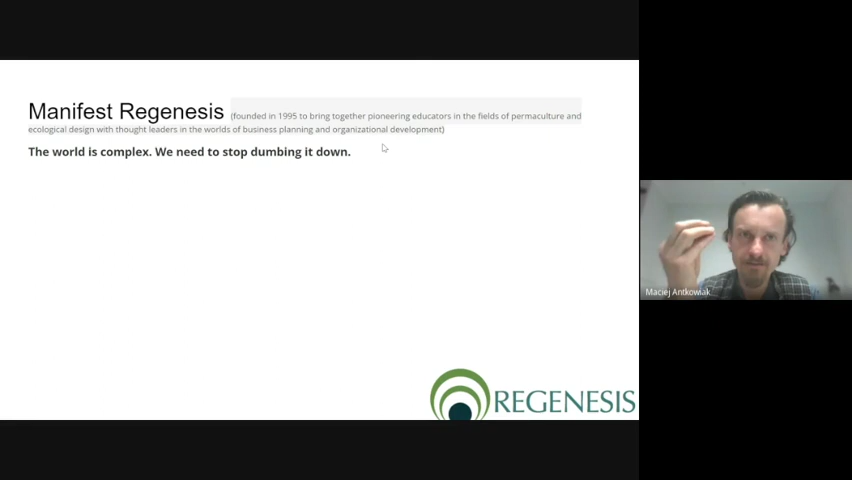 Manifest Regenesis (founded in 1995 to bring together pioneering educators in the fields of permaculture and
ecological design with thought leaders in the worlds of business planning and organizational development)
The world is complex. We need to stop dumbing it down.
Maciej Antkowiak
REGENESIS